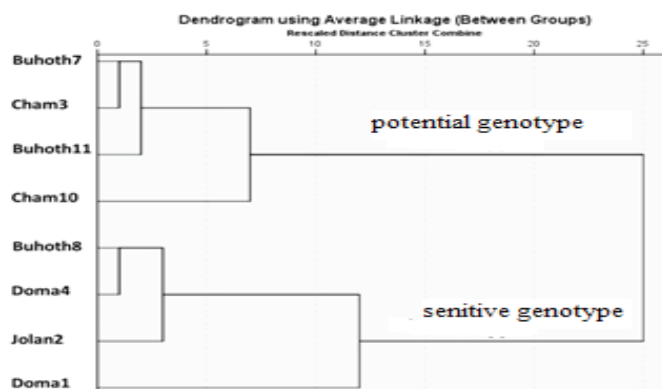 Dendrogram using Average Linkage (Between Groups)
Rescaled Distance Cluster Combine
0 5 10 15 20 25
Buhoth7
Cham3
potential genotype
Buhoth11
Cham10
Buhoth8
Doma4
senitive genotype
Jolan2
Doma1